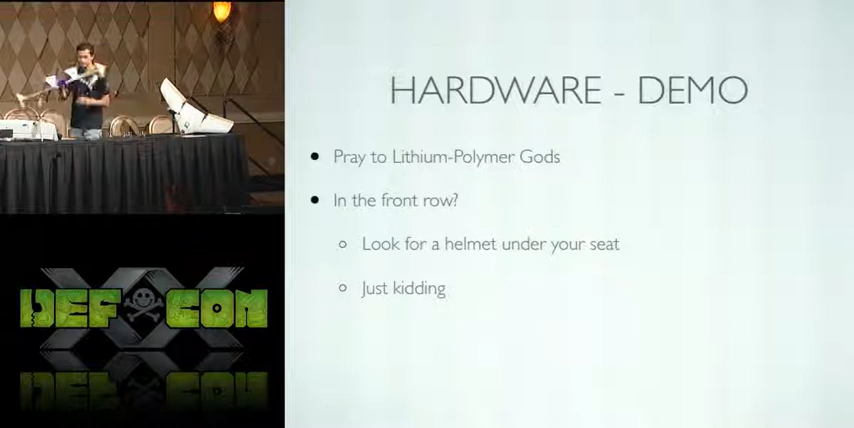 HARDWARE - DEMO
Pray to Lithium-Polymer Gods
In the front row?
Look for a helmet under your seat
Just kidding
XX
DEF CON